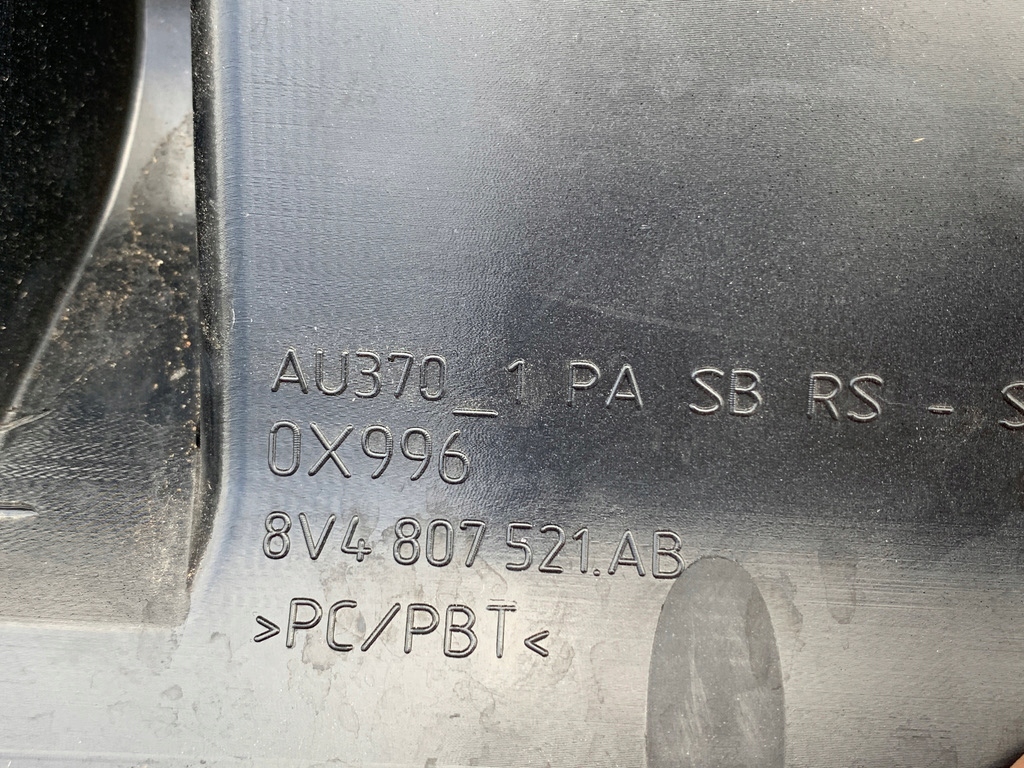 AU370_1 PA SB RS - S
0X996
8V4 807 521.AB
>PC/PBT<